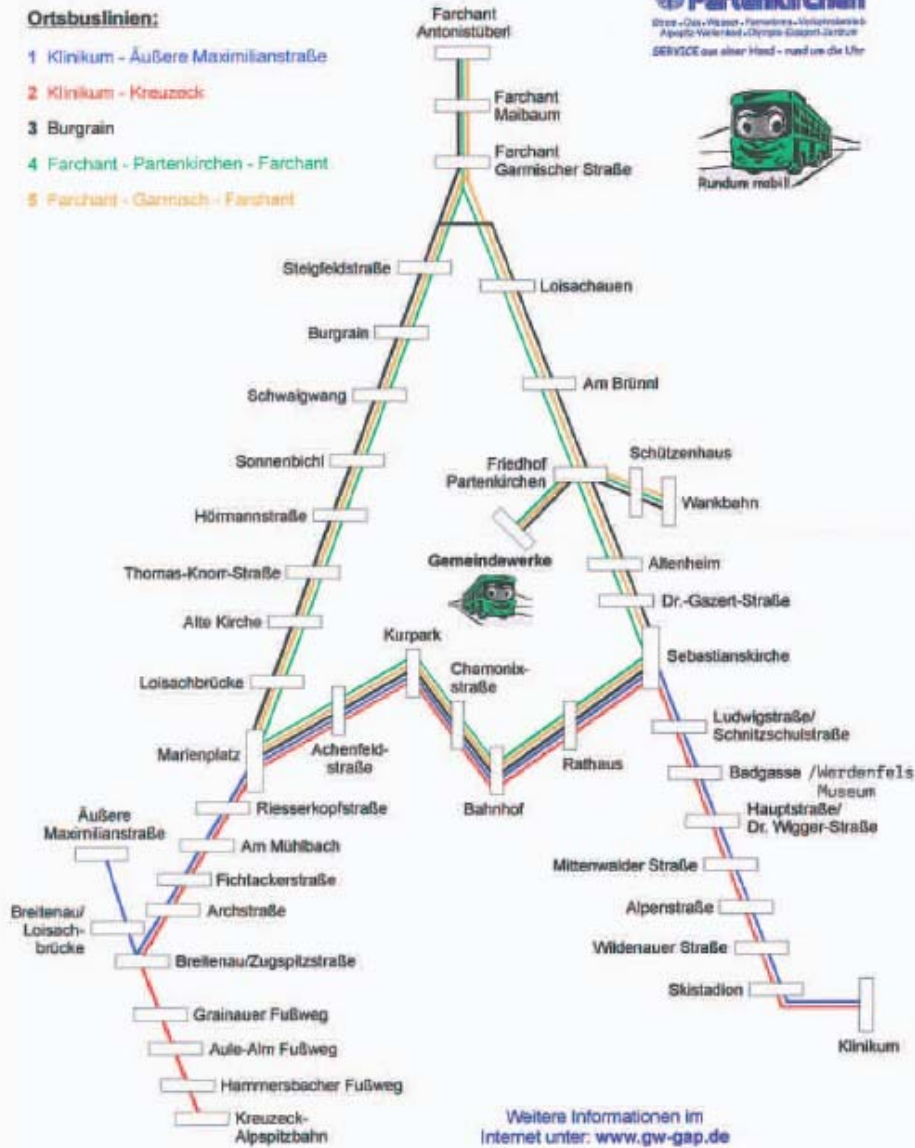 Ortsbuslinien:
1 Klinikum - Äußere Maximilianstraße
2 Klinikum - Kreuzeck
3 Burgrain
4 Farchant - Partenkirchen - Farchant
5 Farchant - Garmisch - Farchant
Partenkirchen
SERVICE aus einer Hand - rund um die Uhr
Rundum mobil!
Farchant
Antonistüberl
Farchant
Maibaum
Farchant
Garmischer Straße
Steigfeldstraße
Loisachauen
Burgrain
Am Brünnl
Schwaigwang
Sonnenbichl
Friedhof
Partenkirchen
Schützenhaus
Wankbahn
Hörmannstraße
Gemeindewerke
Thomas-Knorr-Straße
Altenheim
Dr.-Gazert-Straße
Alte Kirche
Kurpark
Chamonix-
straße
Sebastianskirche
Loisachbrücke
Marienplatz
Achenfeld-
straße
Bahnhof
Rathaus
Ludwigstraße/
Schnitzschulstraße
Badgasse /Werdenfels
Museum
Riesserkopfstraße
Hauptstraße/
Dr. Wigger-Straße
Äußere
Maximilianstraße
Am Mühlbach
Mittenwalder Straße
Fichtackerstraße
Archstraße
Alpenstraße
Breitenau/
Loisach-
brücke
Wildenauer Straße
Breitenau/Zugspitzstraße
Skistadion
Grainauer Fußweg
Klinikum
Aule-Alm Fußweg
Hammersbacher Fußweg
Kreuzeck-
Alpspitzbahn
Weitere Informationen im
Internet unter: www.gw-gap.de